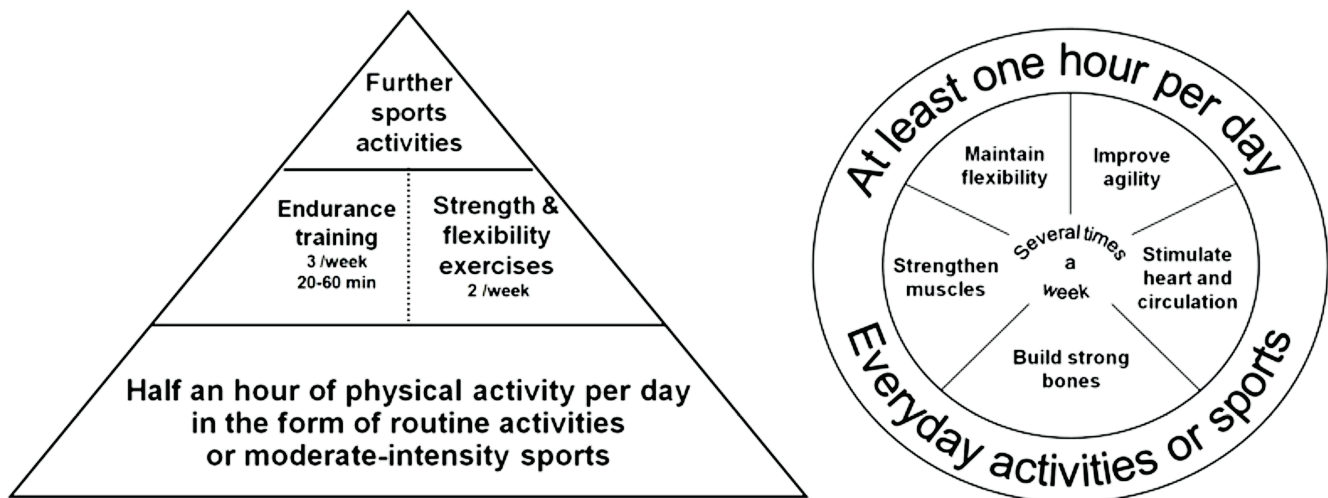 Further
sports
activities
Endurance
training
3 /week
20-60 min
Strength &
flexibility
exercises
2 /week
Half an hour of physical activity per day
in the form of routine activities
or moderate-intensity sports
At least one hour per day
Maintain
flexibility
Improve
agility
Strengthen
muscles
Several times
a
week
Stimulate
heart and
circulation
Build strong
bones
Everyday activities or sports